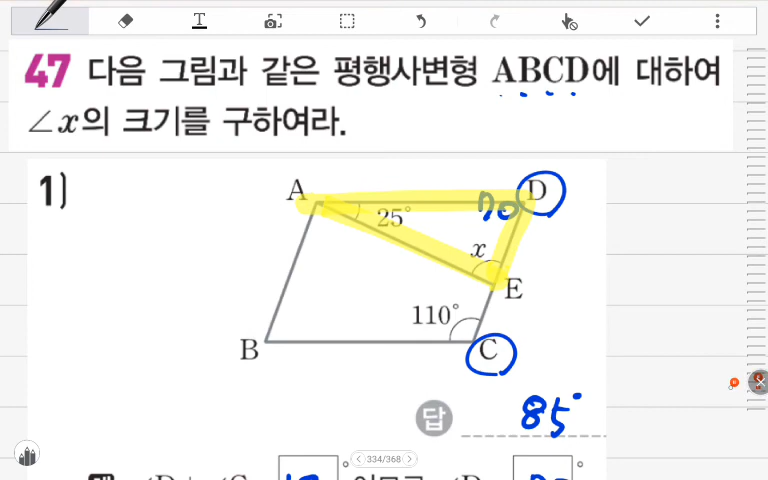 47 다음 그림과 같은 평행사변형 ABCD에 대하여
∠x의 크기를 구하여라.
1)
A
D
25°
70
x
E
110°
B
C
답 85°
334/368